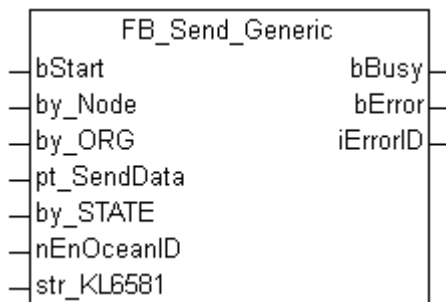 FB_Send_Generic
bStart bBusy
by_Node bError
by_ORG iErrorID
pt_SendData
by_STATE
nEnOceanID
str_KL6581